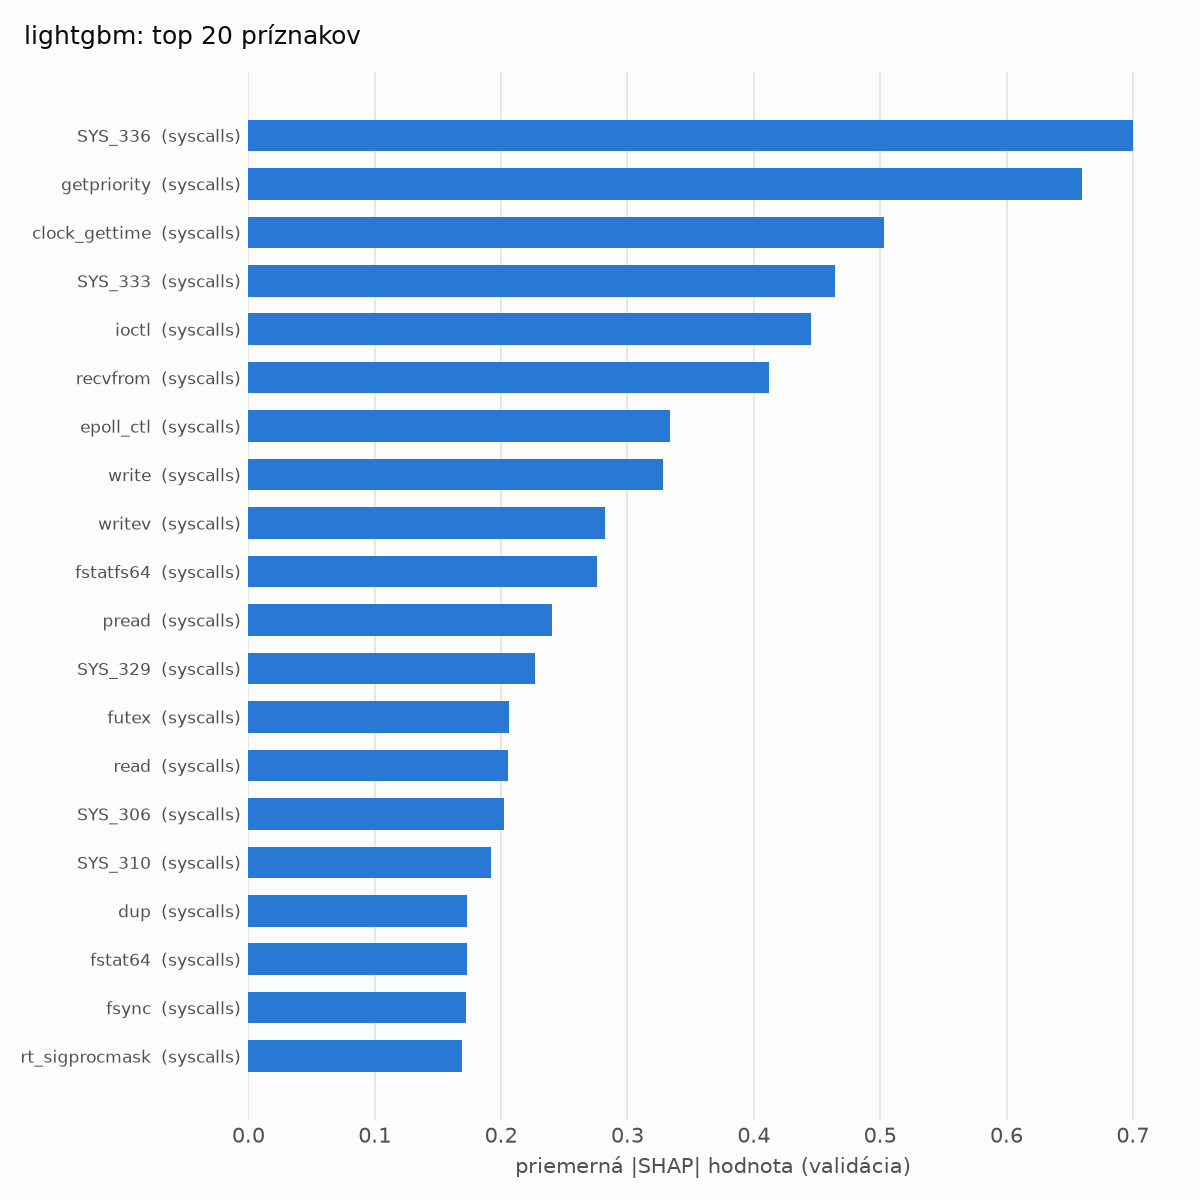 lightgbm: top 20 príznakov
SYS_336 (syscalls)
getpriority (syscalls)
clock_gettime (syscalls)
SYS_333 (syscalls)
ioctl (syscalls)
recvfrom (syscalls)
epoll_ctl (syscalls)
write (syscalls)
writev (syscalls)
fstatfs64 (syscalls)
pread (syscalls)
SYS_329 (syscalls)
futex (syscalls)
read (syscalls)
SYS_306 (syscalls)
SYS_310 (syscalls)
dup (syscalls)
fstat64 (syscalls)
fsync (syscalls)
rt_sigprocmask (syscalls)
0.0 0.1 0.2 0.3 0.4 0.5 0.6 0.7
priemerná |SHAP| hodnota (validácia)